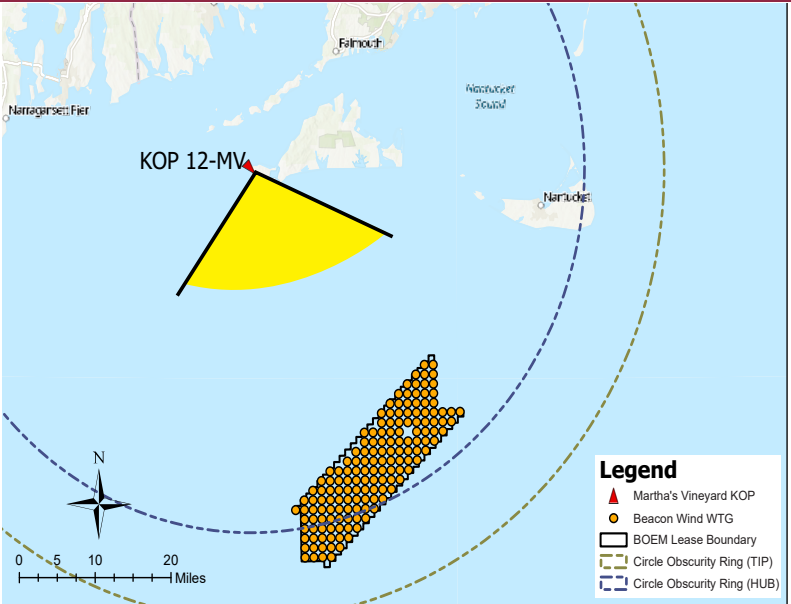 Falmouth
Nantucket
Sound
Narragansett Pier
KOP 12-MV
Nantucket
N
0 5 10 20
Miles
Legend
Martha's Vineyard KOP
Beacon Wind WTG
BOEM Lease Boundary
Circle Obscurity Ring (TIP)
Circle Obscurity Ring (HUB)